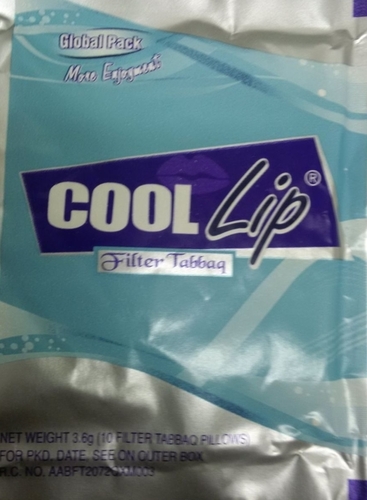 Global Pack
More Enjoyment
COOL Lip®
Filter Tabbaq
NET WEIGHT 3.6g (10 FILTER TABBAQ PILLOWS)
FOR PKD. DATE, SEE ON OUTER BOX
R.C. NO.